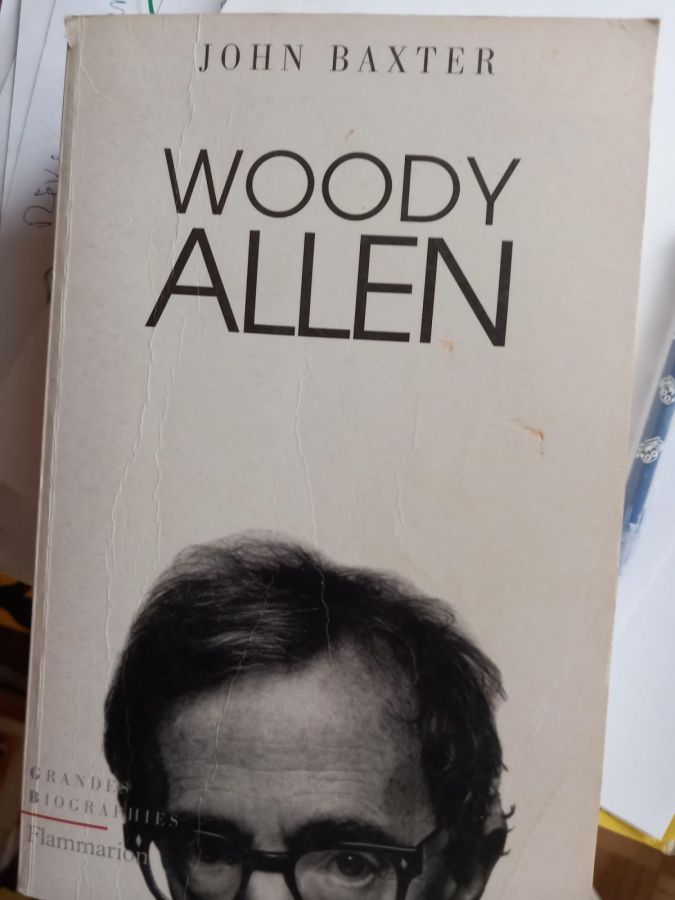 JOHN BAXTER
WOODY
ALLEN
GRANDES
BIOGRAPHIES
Flammarion